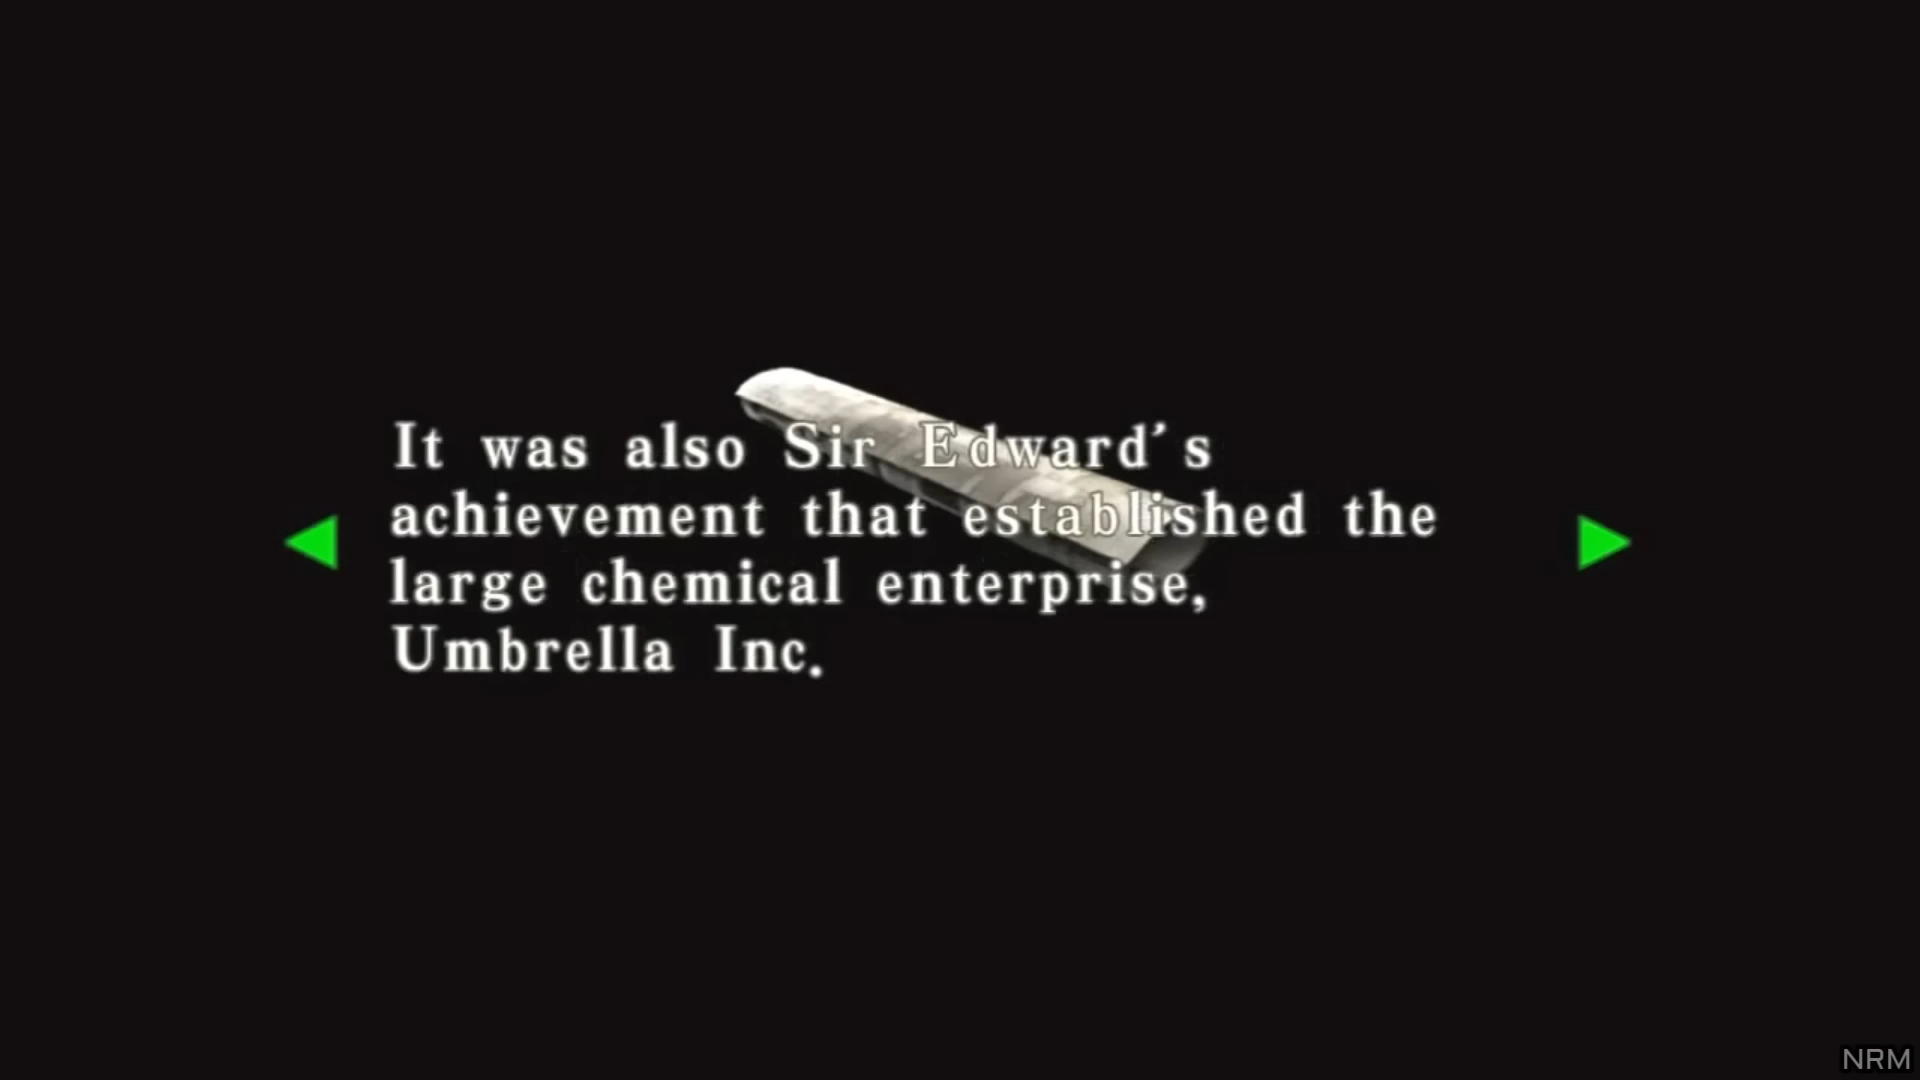 It was also Sir Edward's
achievement that established the
large chemical enterprise,
Umbrella Inc.
NRM